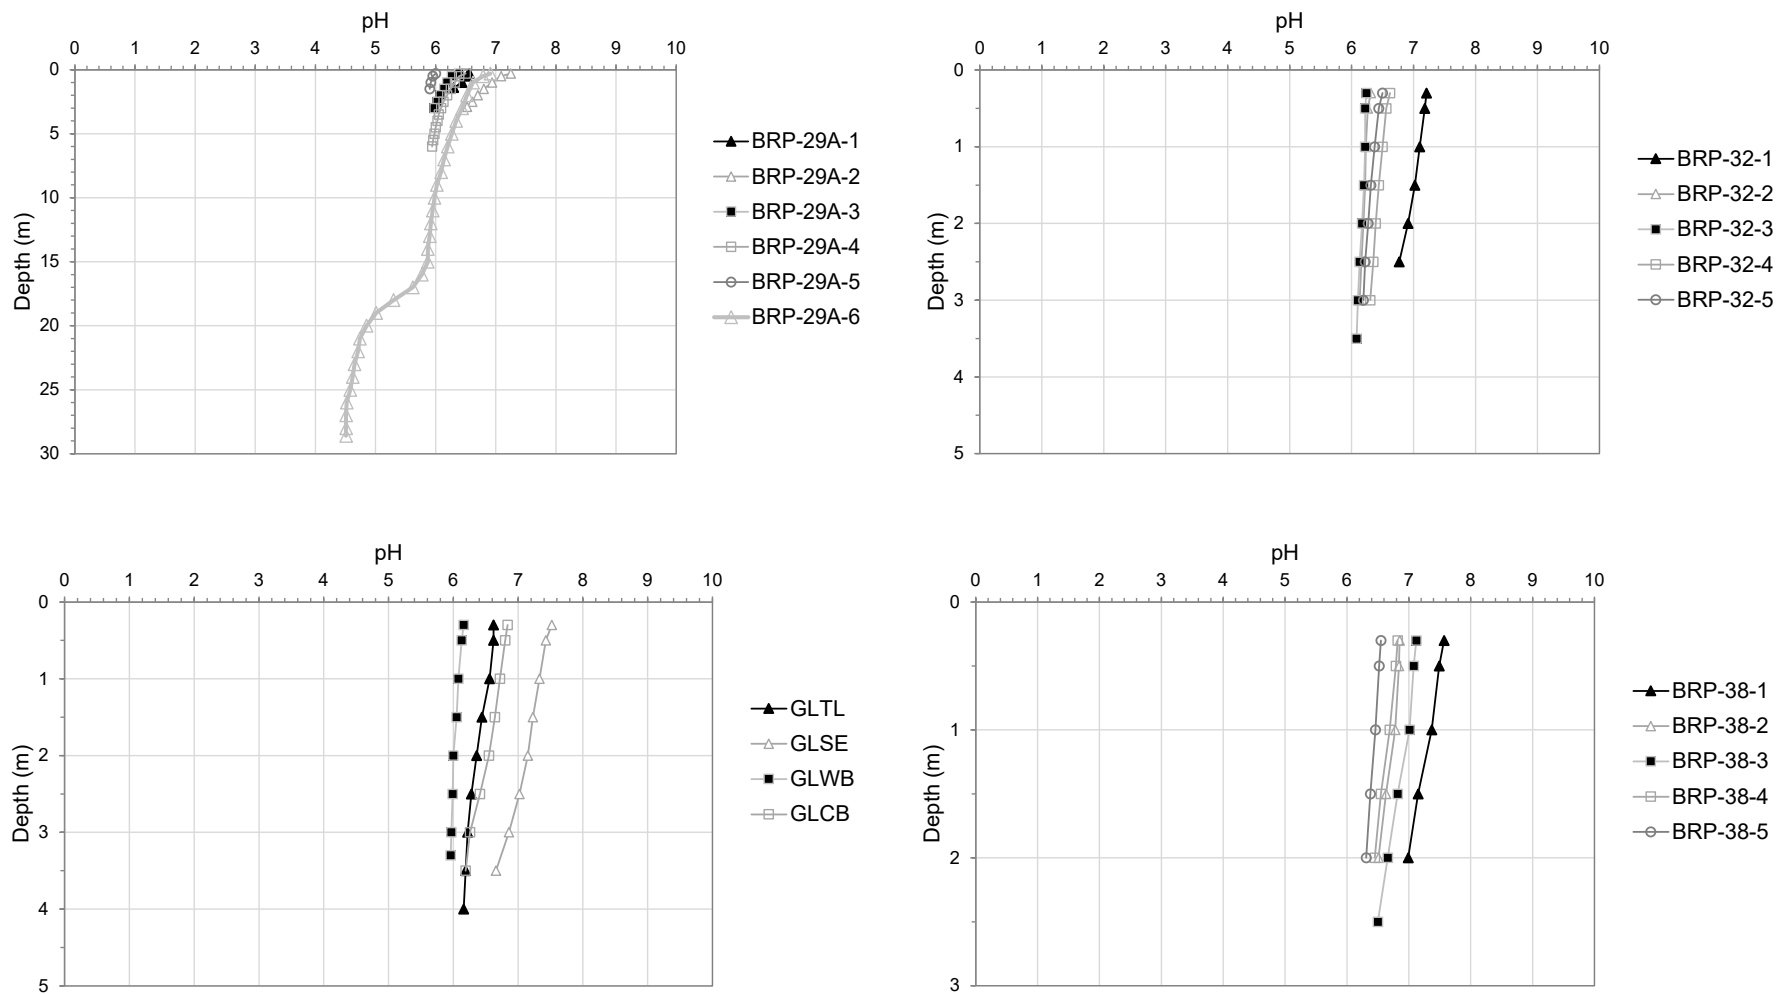 pH
0 1 2 3 4 5 6 7 8 9 10
0
5
10
15
20
25
30
Depth (m)
BRP-29A-1
BRP-29A-2
BRP-29A-3
BRP-29A-4
BRP-29A-5
BRP-29A-6
pH
0 1 2 3 4 5 6 7 8 9 10
0
1
2
3
4
5
Depth (m)
BRP-32-1
BRP-32-2
BRP-32-3
BRP-32-4
BRP-32-5
pH
0 1 2 3 4 5 6 7 8 9 10
0
1
2
3
4
5
Depth (m)
GLTL
GLSE
GLWB
GLCB
pH
0 1 2 3 4 5 6 7 8 9 10
0
1
2
3
Depth (m)
BRP-38-1
BRP-38-2
BRP-38-3
BRP-38-4
BRP-38-5